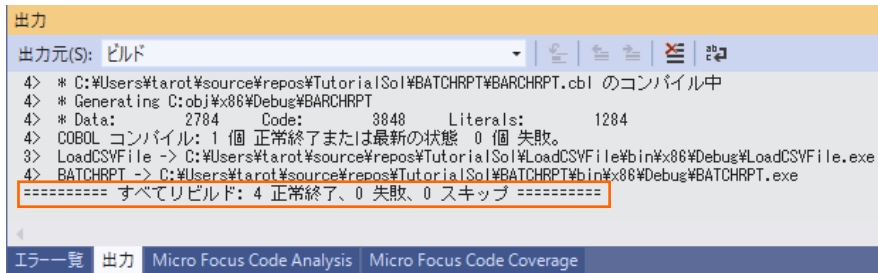 出力
出力元(S): ビルド
4> * C:¥Users¥tarot¥source¥repos¥TutorialSol¥BATCHRPT¥BARCHRPT.cbl のコンパイル中
4> * Generating C:obj¥x86¥Debug¥BARCHRPT
4> * Data: 2784 Code: 3848 Literals: 1284
4> COBOL コンパイル: 1 個 正常終了または最新の状態 0 個 失敗。
3> LoadCSVFile -> C:¥Users¥tarot¥source¥repos¥TutorialSol¥LoadCSVFile¥bin¥x86¥Debug¥LoadCSVFile.exe
4> BATCHRPT -> C:¥Users¥tarot¥source¥repos¥TutorialSol¥BATCHRPT¥bin¥x86¥Debug¥BATCHRPT.exe
========== すべてリビルド: 4 正常終了、0 失敗、0 スキップ ==========
エラー一覧 出力 Micro Focus Code Analysis Micro Focus Code Coverage